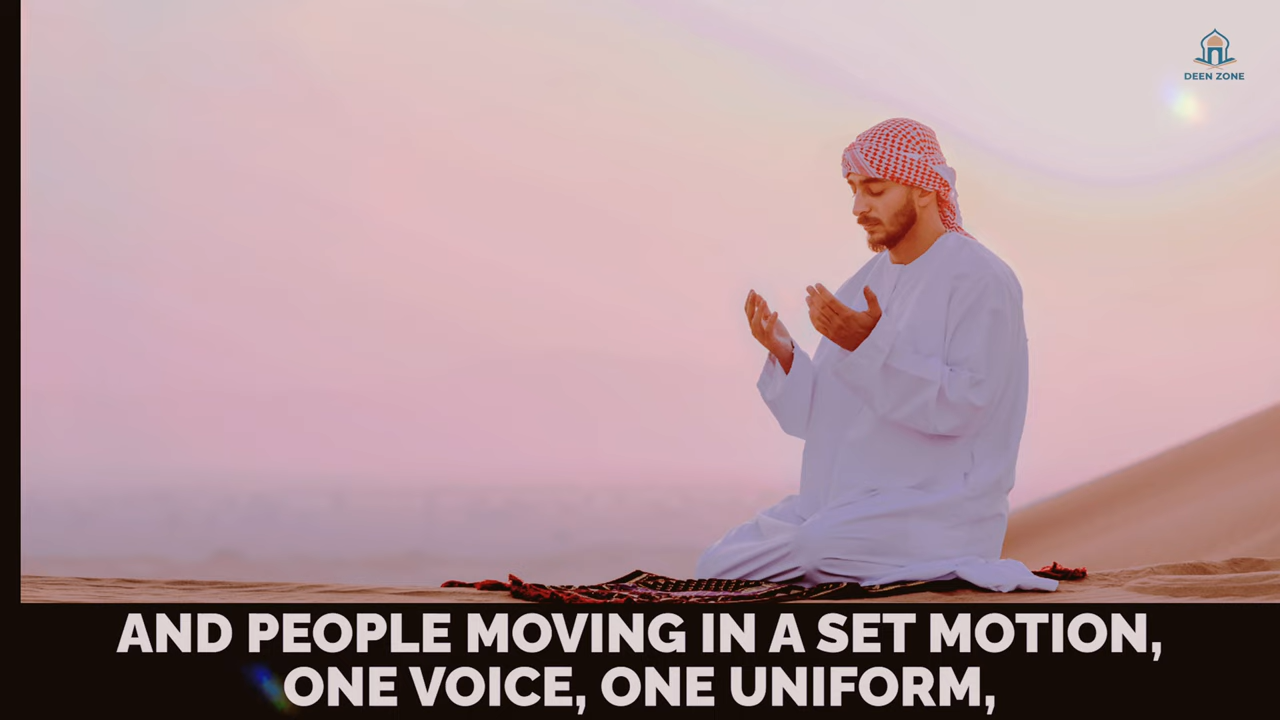 DEEN ZONE
AND PEOPLE MOVING IN A SET MOTION,
ONE VOICE, ONE UNIFORM,